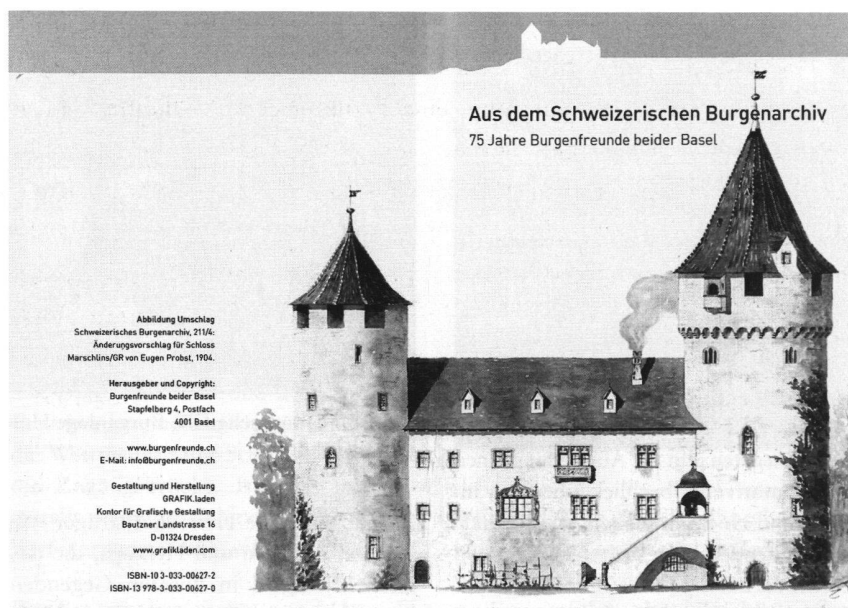 Aus dem Schweizerischen Burgenarchiv
75 Jahre Burgenfreunde beider Basel
Abbildung Umschlag
Schweizerisches Burgenarchiv, 211/4:
Änderungsvorschlag für Schloss
Marschlins/GR von Eugen Probst, 1904.
Herausgeber und Copyright:
Burgenfreunde beider Basel
Stapfelberg 4, Postfach
4001 Basel
www.burgenfreunde.ch
E-Mail: info@burgenfreunde.ch
Gestaltung und Herstellung
GRAFIK.laden
Kontor für Grafische Gestaltung
Bautzner Landstrasse 16
D-01324 Dresden
www.grafikladen.com
ISBN-10 3-033-00627-2
ISBN-13 978-3-033-00627-0